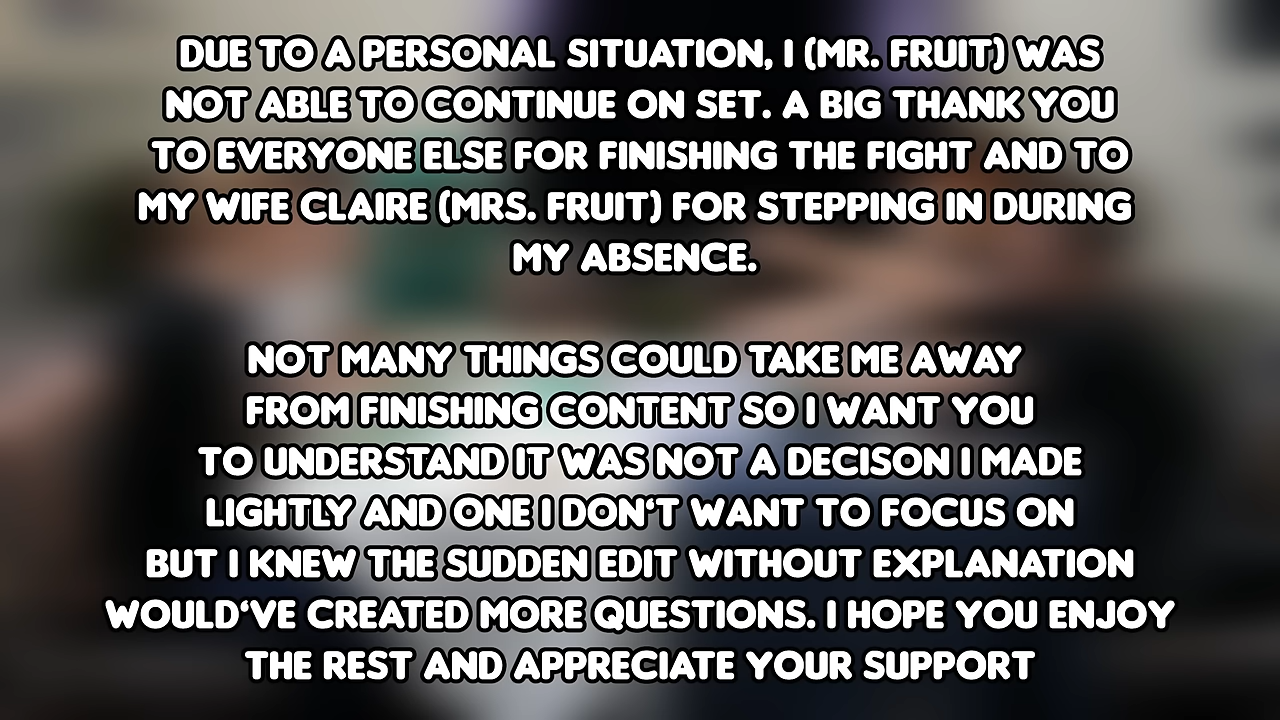 DUE TO A PERSONAL SITUATION, I (MR. FRUIT) WAS
NOT ABLE TO CONTINUE ON SET. A BIG THANK YOU
TO EVERYONE ELSE FOR FINISHING THE FIGHT AND TO
MY WIFE CLAIRE (MRS. FRUIT) FOR STEPPING IN DURING
MY ABSENCE.
NOT MANY THINGS COULD TAKE ME AWAY
FROM FINISHING CONTENT SO I WANT YOU
TO UNDERSTAND IT WAS NOT A DECISON I MADE
LIGHTLY AND ONE I DON'T WANT TO FOCUS ON
BUT I KNEW THE SUDDEN EDIT WITHOUT EXPLANATION
WOULD'VE CREATED MORE QUESTIONS. I HOPE YOU ENJOY
THE REST AND APPRECIATE YOUR SUPPORT